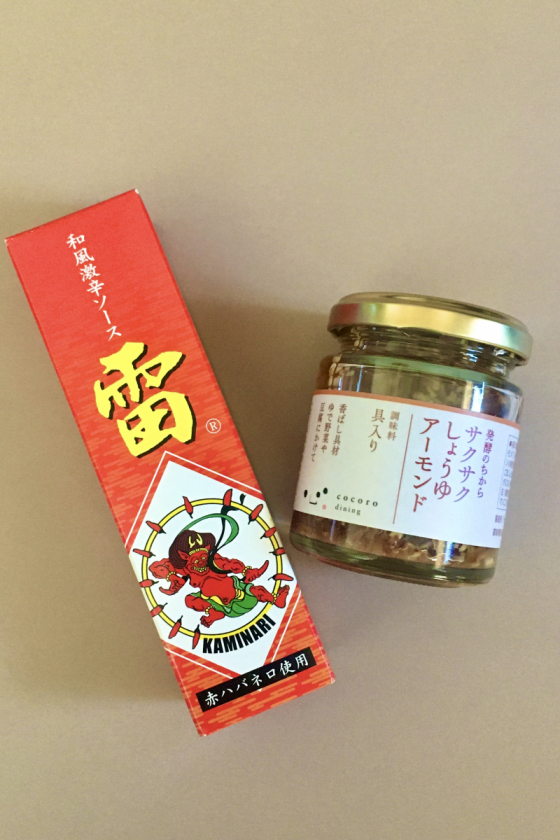 和風激辛ソース
雷
®
KAMINARI
赤ハバネロ使用
発酵のちから
サクサク
しょうゆ
アーモンド
調味料
具入り
香ばし具材
ゆで野菜や
豆腐にかけて
cocoro
dining